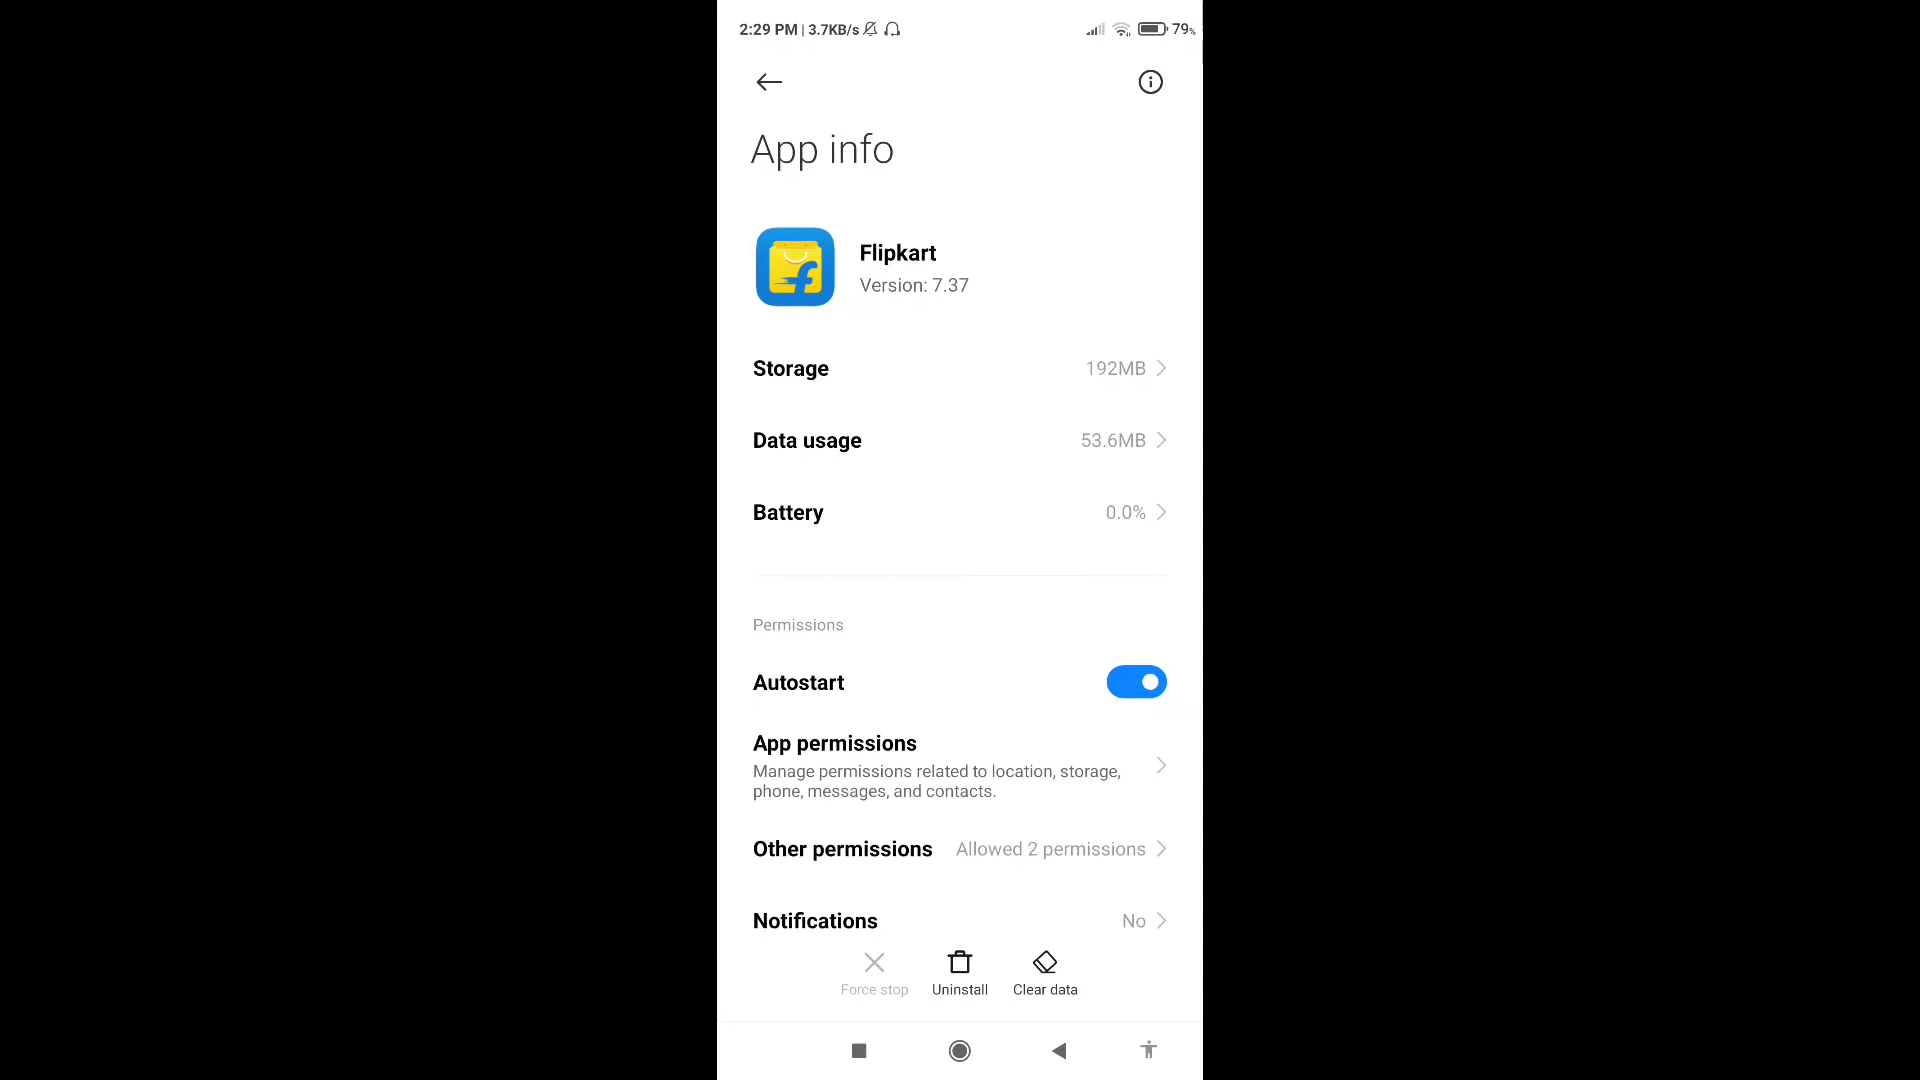 2:29 PM | 3.7KB/s 79%
App info
Flipkart
Version: 7.37
Storage 192MB
Data usage 53.6MB
Battery 0.0%
Permissions
Autostart
App permissions
Manage permissions related to location, storage,
phone, messages, and contacts.
Other permissions Allowed 2 permissions
Notifications No
Force stop Uninstall Clear data